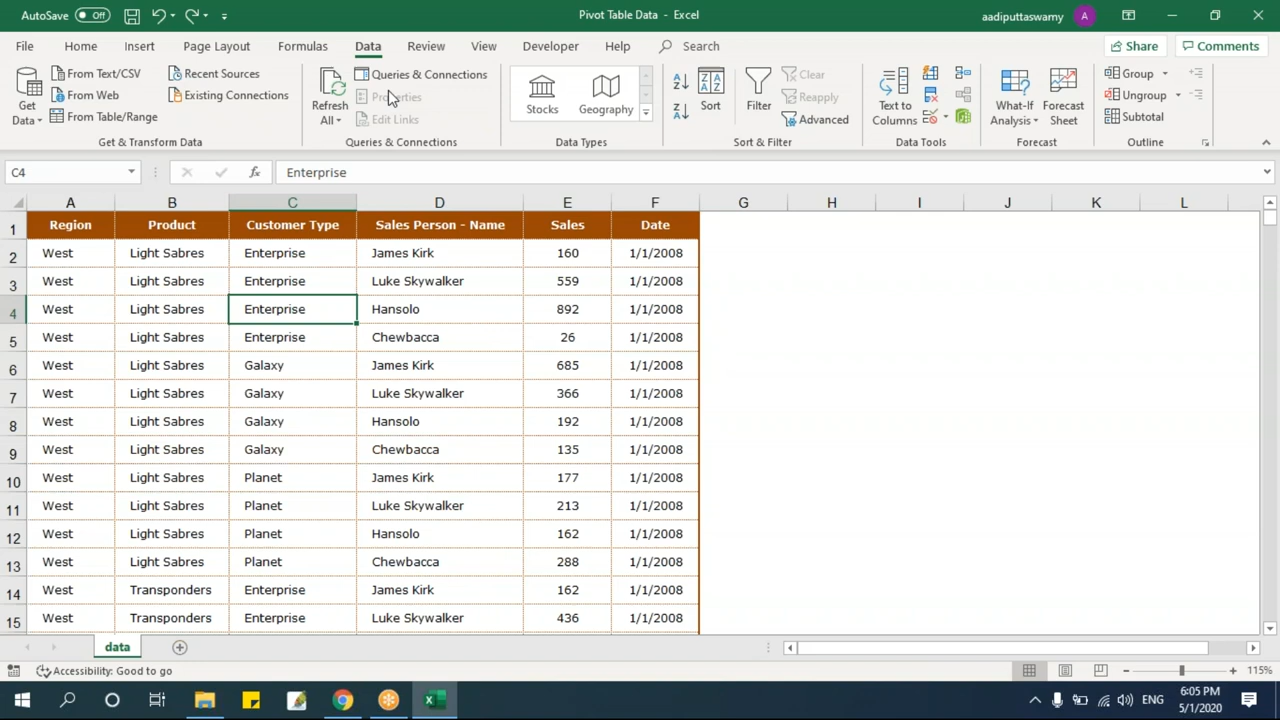 AutoSave Off
Pivot Table Data - Excel
aadiputtaswamy A
File Home Insert Page Layout Formulas Data Review View Developer Help Search Share Comments
Get Data
From Text/CSV
From Web
From Table/Range
Recent Sources
Existing Connections
Get & Transform Data
Refresh All
Queries & Connections
Properties
Edit Links
Queries & Connections
Stocks Geography
Data Types
Sort
Filter
Clear
Reapply
Advanced
Sort & Filter
Text to Columns
Data Tools
What-If Analysis
Forecast Sheet
Forecast
Group
Ungroup
Subtotal
Outline
C4 fx Enterprise
A B C D E F G H I J K L
1 Region Product Customer Type Sales Person - Name Sales Date
2 West Light Sabres Enterprise James Kirk 160 1/1/2008
3 West Light Sabres Enterprise Luke Skywalker 559 1/1/2008
4 West Light Sabres Enterprise Hansolo 892 1/1/2008
5 West Light Sabres Enterprise Chewbacca 26 1/1/2008
6 West Light Sabres Galaxy James Kirk 685 1/1/2008
7 West Light Sabres Galaxy Luke Skywalker 366 1/1/2008
8 West Light Sabres Galaxy Hansolo 192 1/1/2008
9 West Light Sabres Galaxy Chewbacca 135 1/1/2008
10 West Light Sabres Planet James Kirk 177 1/1/2008
11 West Light Sabres Planet Luke Skywalker 213 1/1/2008
12 West Light Sabres Planet Hansolo 162 1/1/2008
13 West Light Sabres Planet Chewbacca 288 1/1/2008
14 West Transponders Enterprise James Kirk 162 1/1/2008
15 West Transponders Enterprise Luke Skywalker 436 1/1/2008
data
Accessibility: Good to go
115%
ENG
6:05 PM
5/1/2020